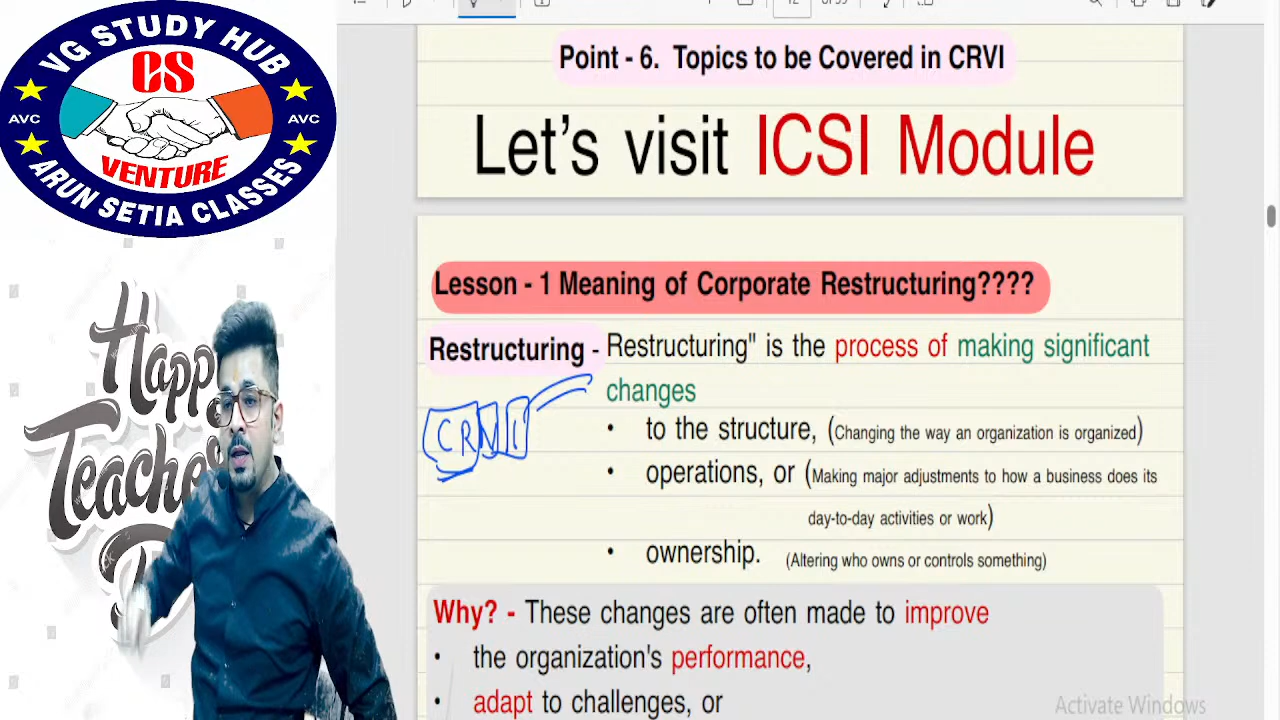 VG STUDY HUB
CS
AVC
AVC
VENTURE
ARUN SETIA CLASSES
Happy
Teacher
Point - 6. Topics to be Covered in CRVI
Let's visit ICSI Module
Lesson - 1 Meaning of Corporate Restructuring????
Restructuring - Restructuring" is the process of making significant
changes
CRVI
• to the structure, (Changing the way an organization is organized)
• operations, or (Making major adjustments to how a business does its
day-to-day activities or work)
• ownership. (Altering who owns or controls something)
Why? - These changes are often made to improve
• the organization's performance,
• adapt to challenges, or
Activate Windows